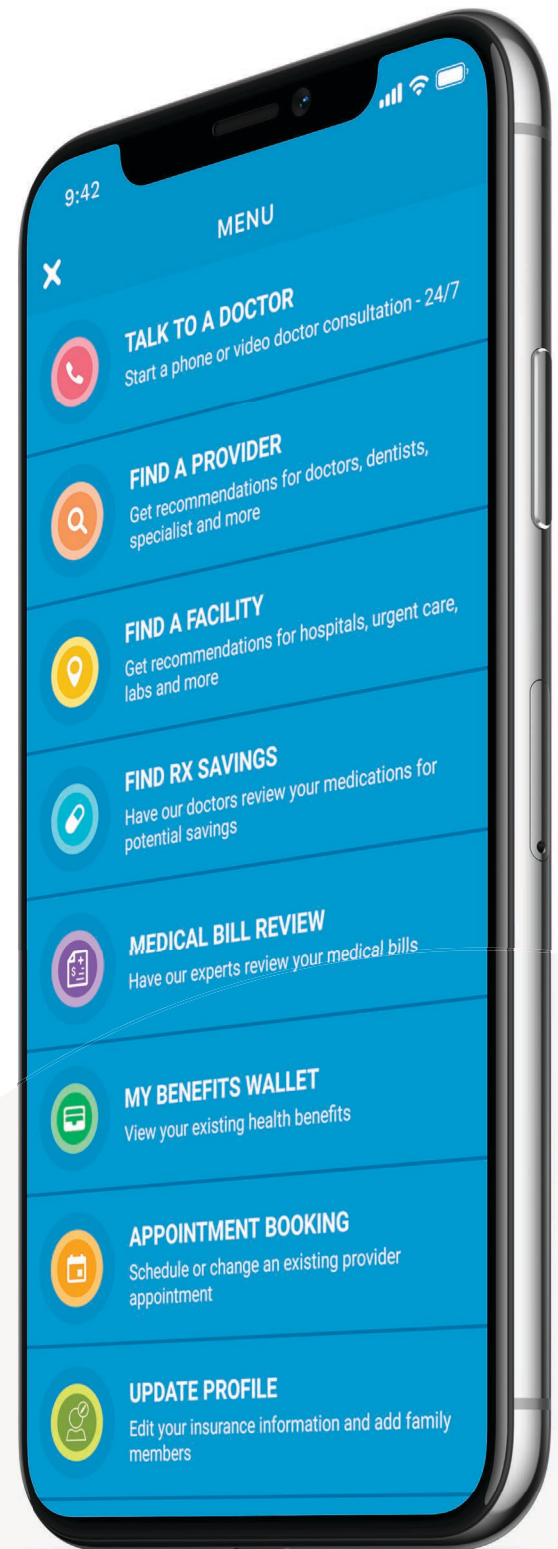 9:42
MENU
TALK TO A DOCTOR
Start a phone or video doctor consultation - 24/7
FIND A PROVIDER
Get recommendations for doctors, dentists,
specialist and more
FIND A FACILITY
Get recommendations for hospitals, urgent care,
labs and more
FIND RX SAVINGS
Have our doctors review your medications for
potential savings
MEDICAL BILL REVIEW
Have our experts review your medical bills
MY BENEFITS WALLET
View your existing health benefits
APPOINTMENT BOOKING
Schedule or change an existing provider
appointment
UPDATE PROFILE
Edit your insurance information and add family
members